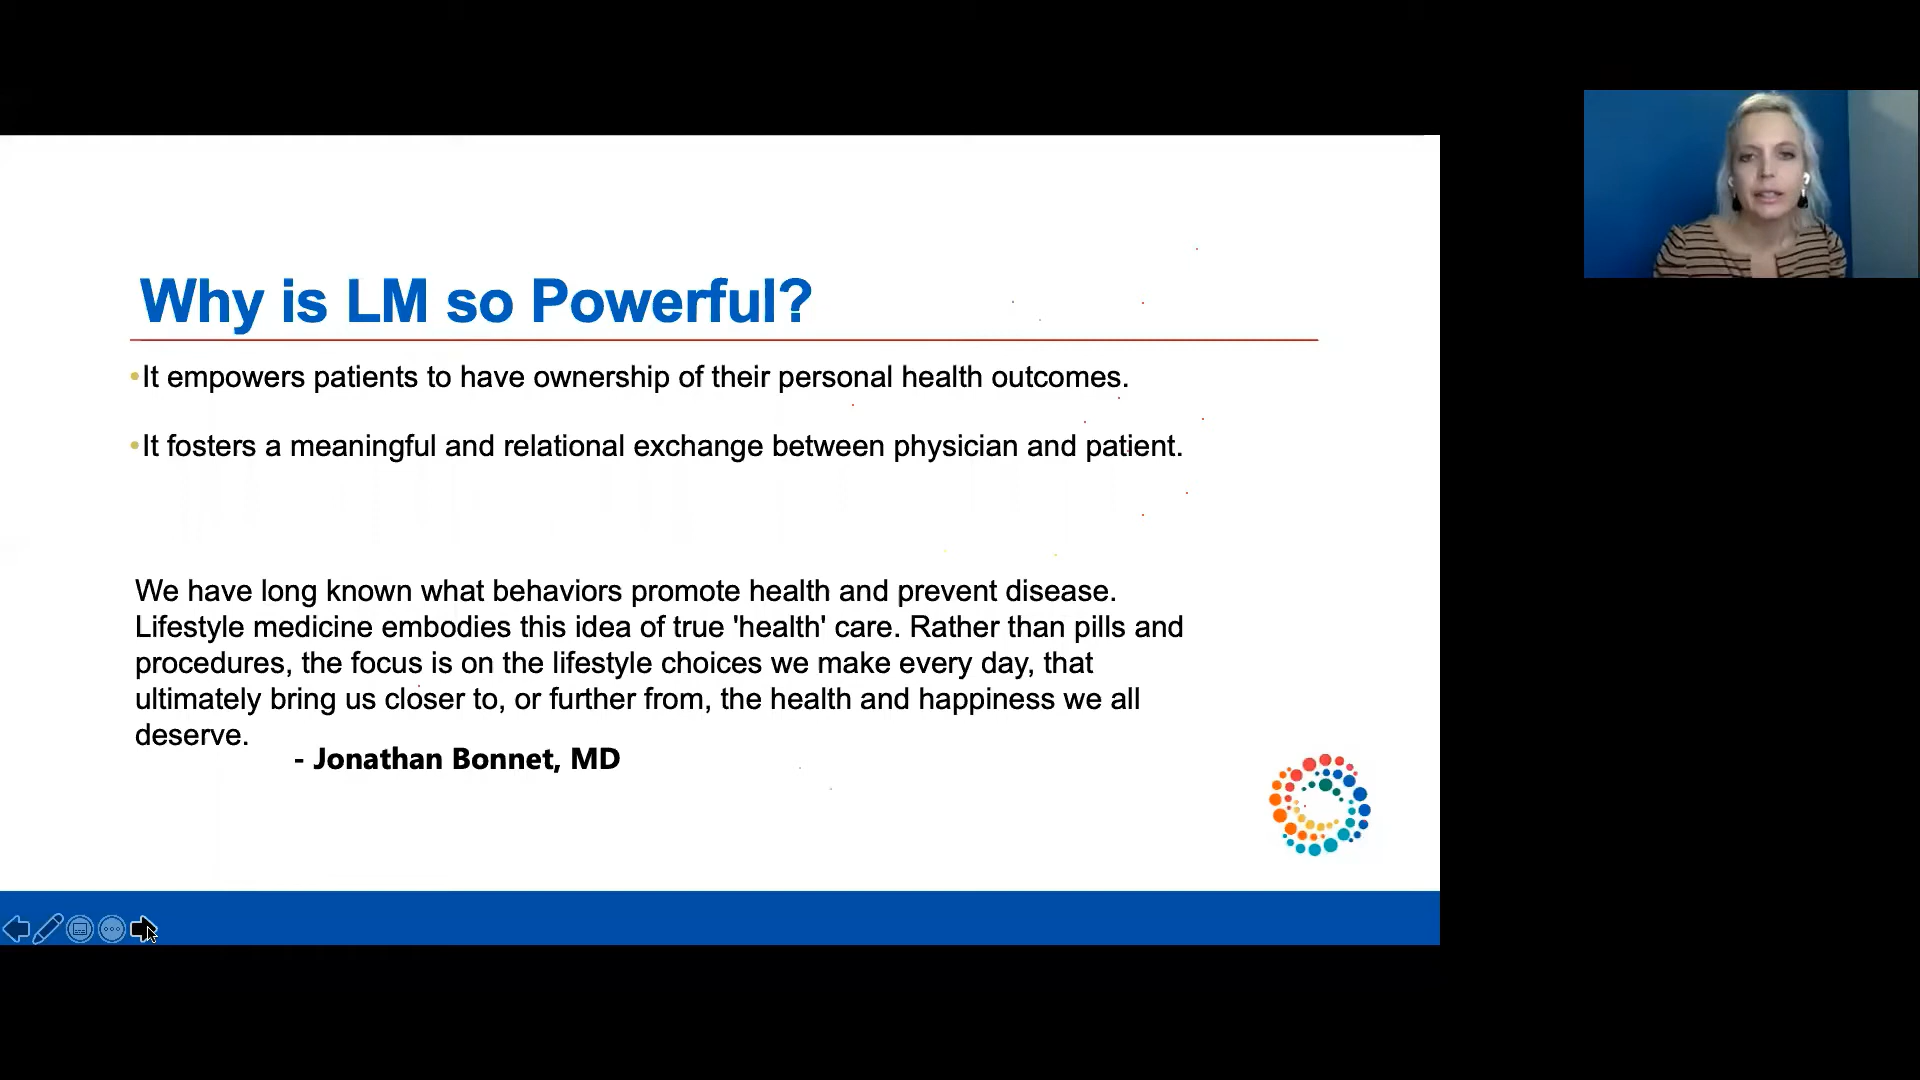 Why is LM so Powerful?
•It empowers patients to have ownership of their personal health outcomes.
•It fosters a meaningful and relational exchange between physician and patient.
We have long known what behaviors promote health and prevent disease.
Lifestyle medicine embodies this idea of true 'health' care. Rather than pills and
procedures, the focus is on the lifestyle choices we make every day, that
ultimately bring us closer to, or further from, the health and happiness we all
deserve.
- Jonathan Bonnet, MD